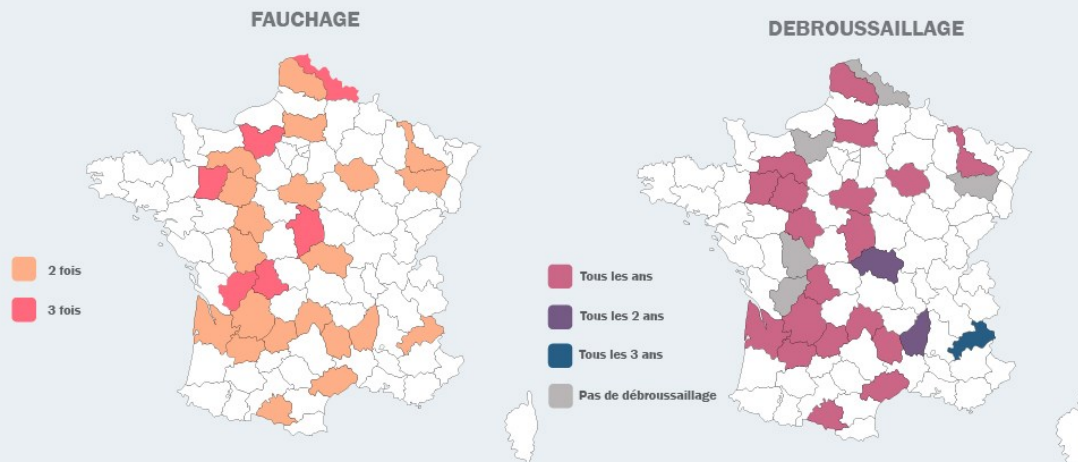 FAUCHAGE
2 fois
3 fois
DEBROUSSAILLAGE
Tous les ans
Tous les 2 ans
Tous les 3 ans
Pas de débroussaillage